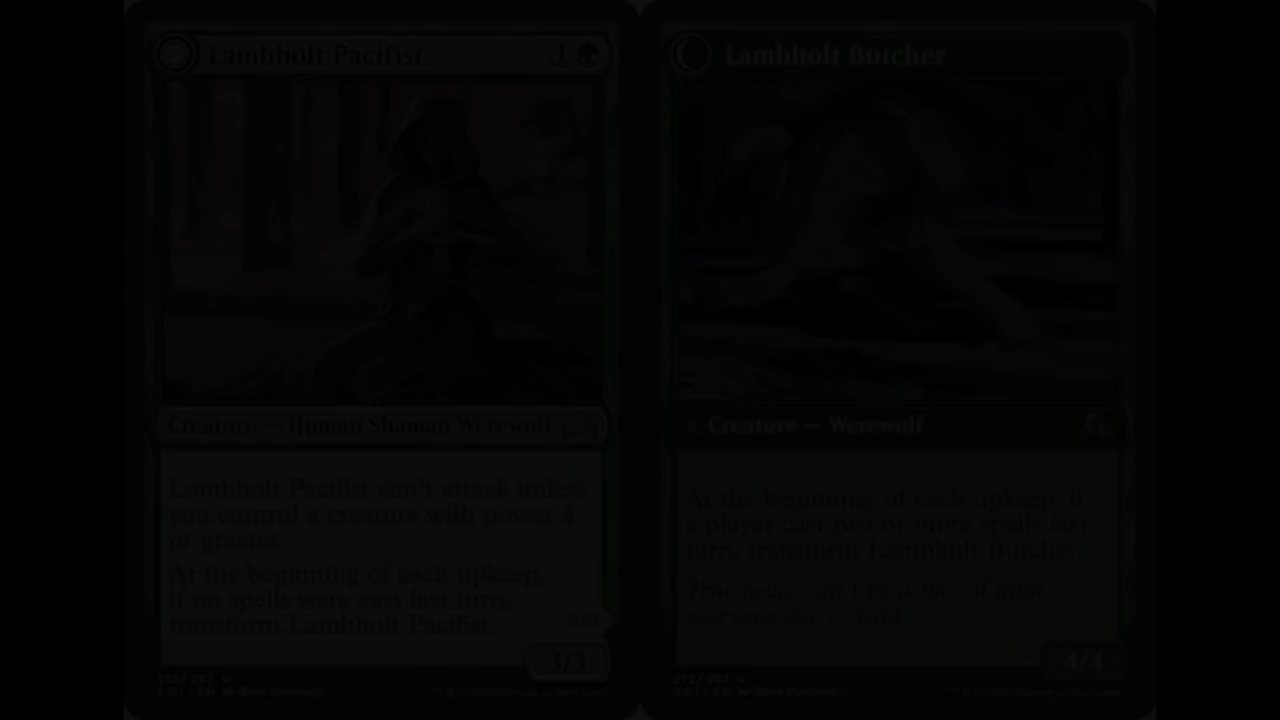 Lambholt Pacifist 1
Creature — Human Shaman Werewolf
Lambholt Pacifist can't attack unless
you control a creature with power 4
or greater.
At the beginning of each upkeep,
if no spells were cast last turn,
transform Lambholt Pacifist.
4/4
3/3
Lambholt Butcher
Creature — Werewolf
At the beginning of each upkeep, if
a player cast two or more spells last
turn, transform Lambholt Butcher.
True peace can't be achieved until
everyone else is dead.
4/4